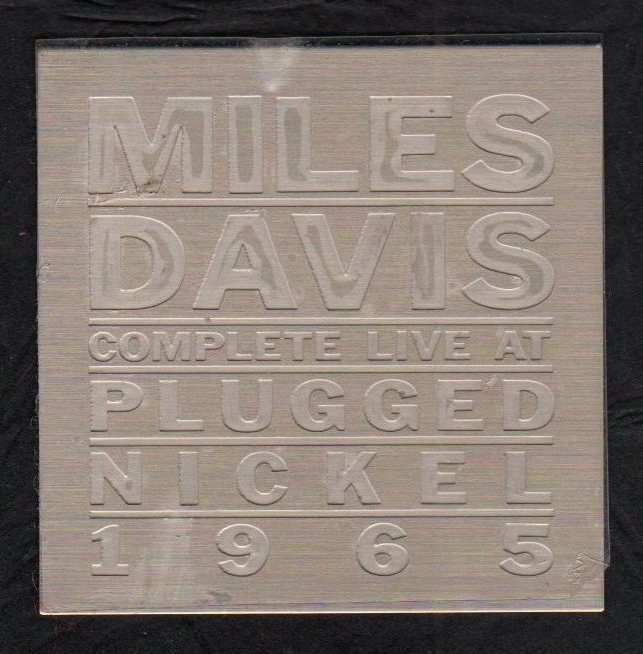 MILES
DAVIS
COMPLETE LIVE AT
PLUGGED
NICKEL
1965